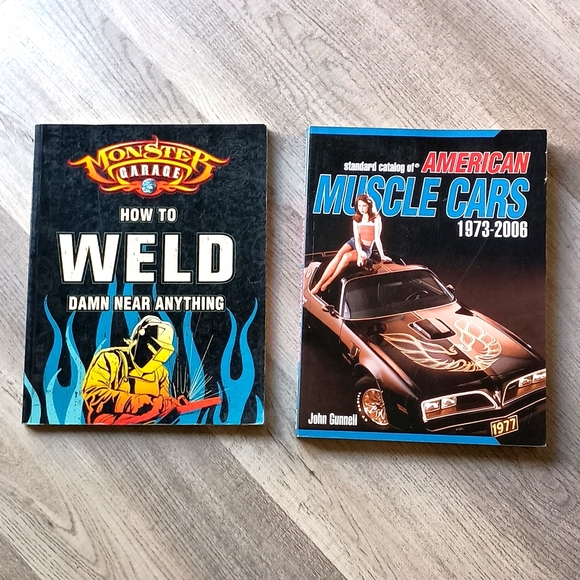 MONSTER
GARAGE
HOW TO
WELD
DAMN NEAR ANYTHING
standard catalog of® AMERICAN
MUSCLE CARS
1973-2006
John Gunnell
1977